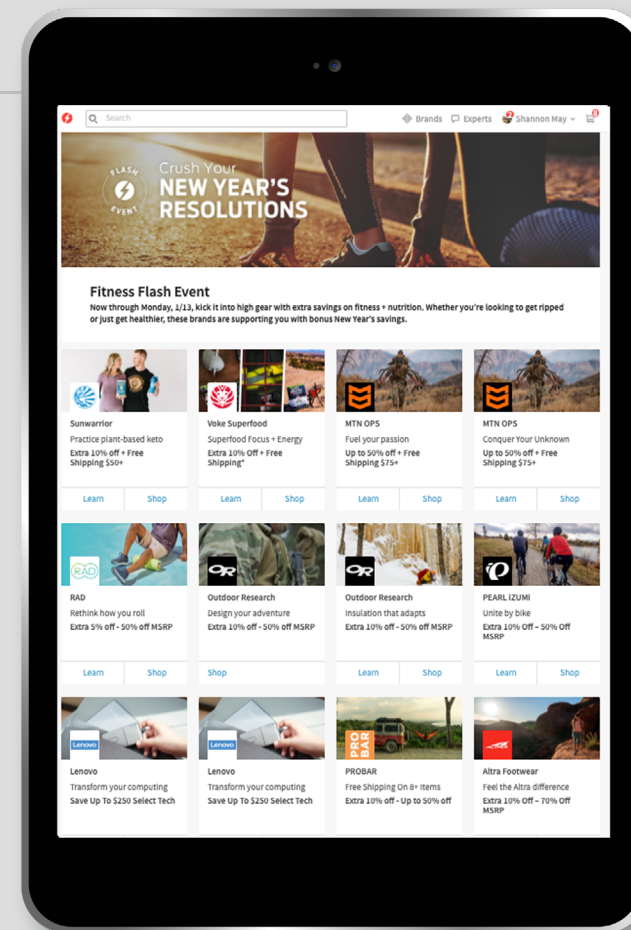 Search
Brands
Experts
2
Shannon May
8
FLASH
EVENT
Crush Your
NEW YEAR'S
RESOLUTIONS
Fitness Flash Event
Now through Monday, 1/13, kick it into high gear with extra savings on fitness + nutrition. Whether you're looking to get ripped
or just get healthier, these brands are supporting you with bonus New Year's savings.
Sunwarrior
Practice plant-based keto
Extra 10% off + Free
Shipping $50+
Learn
Shop
Voke Superfood
Superfood Focus + Energy
Extra 10% Off + Free
Shipping*
Learn
Shop
MTN OPS
Fuel your passion
Up to 50% off + Free
Shipping $75+
Learn
Shop
MTN OPS
Conquer Your Unknown
Up to 50% off + Free
Shipping $75+
Learn
Shop
RAD
RAD
Rethink how you roll
Extra 5% off - 50% off MSRP
Learn
Shop
OR
Outdoor Research
Design your adventure
Extra 10% off - 50% off MSRP
Shop
OR
Outdoor Research
Insulation that adapts
Extra 10% off - 50% off MSRP
Learn
Shop
PEARL iZUMi
Unite by bike
Extra 10% Off – 50% Off
MSRP
Learn
Shop
Lenovo
Lenovo
Transform your computing
Save Up To $250 Select Tech
Lenovo
Lenovo
Transform your computing
Save Up To $250 Select Tech
PRO
BAR
PROBAR
Free Shipping On 8+ Items
Extra 10% off - Up to 50% off
Altra Footwear
Feel the Altra difference
Extra 10% Off – 70% Off
MSRP